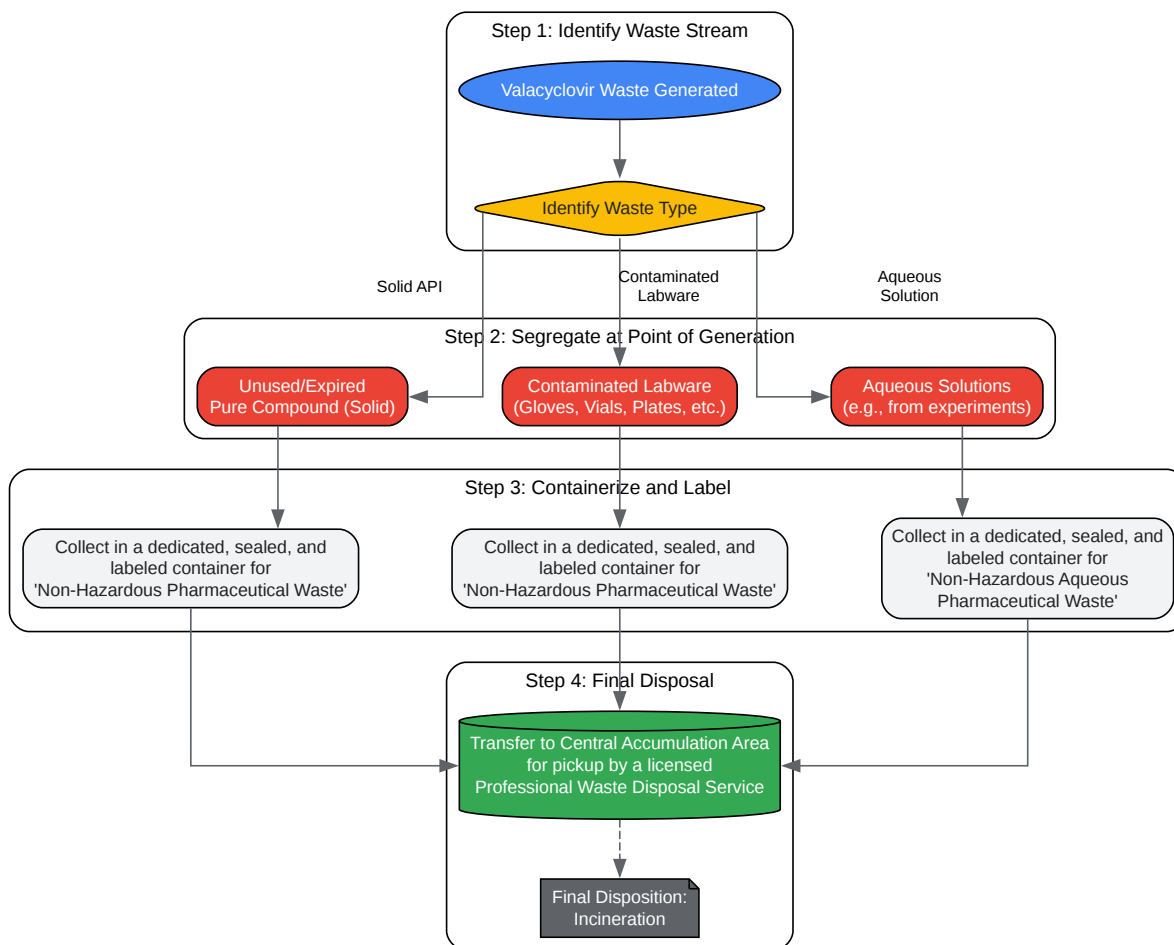 Step 1: Identify Waste Stream
Valacyclovir Waste Generated
Identify Waste Type
Solid API
Contaminated
Labware
Aqueous
Solution
Step 2: Segregate at Point of Generation
Unused/Expired
Pure Compound (Solid)
Contaminated Labware
(Gloves, Vials, Plates, etc.)
Aqueous Solutions
(e.g., from experiments)
Step 3: Containerize and Label
Collect in a dedicated, sealed, and
labeled container for
'Non-Hazardous Pharmaceutical Waste'
Collect in a dedicated, sealed, and
labeled container for
'Non-Hazardous Pharmaceutical Waste'
Collect in a dedicated, sealed, and
labeled container for
'Non-Hazardous Aqueous
Pharmaceutical Waste'
Step 4: Final Disposal
Transfer to Central Accumulation Area
for pickup by a licensed
Professional Waste Disposal Service
Final Disposition:
Incineration